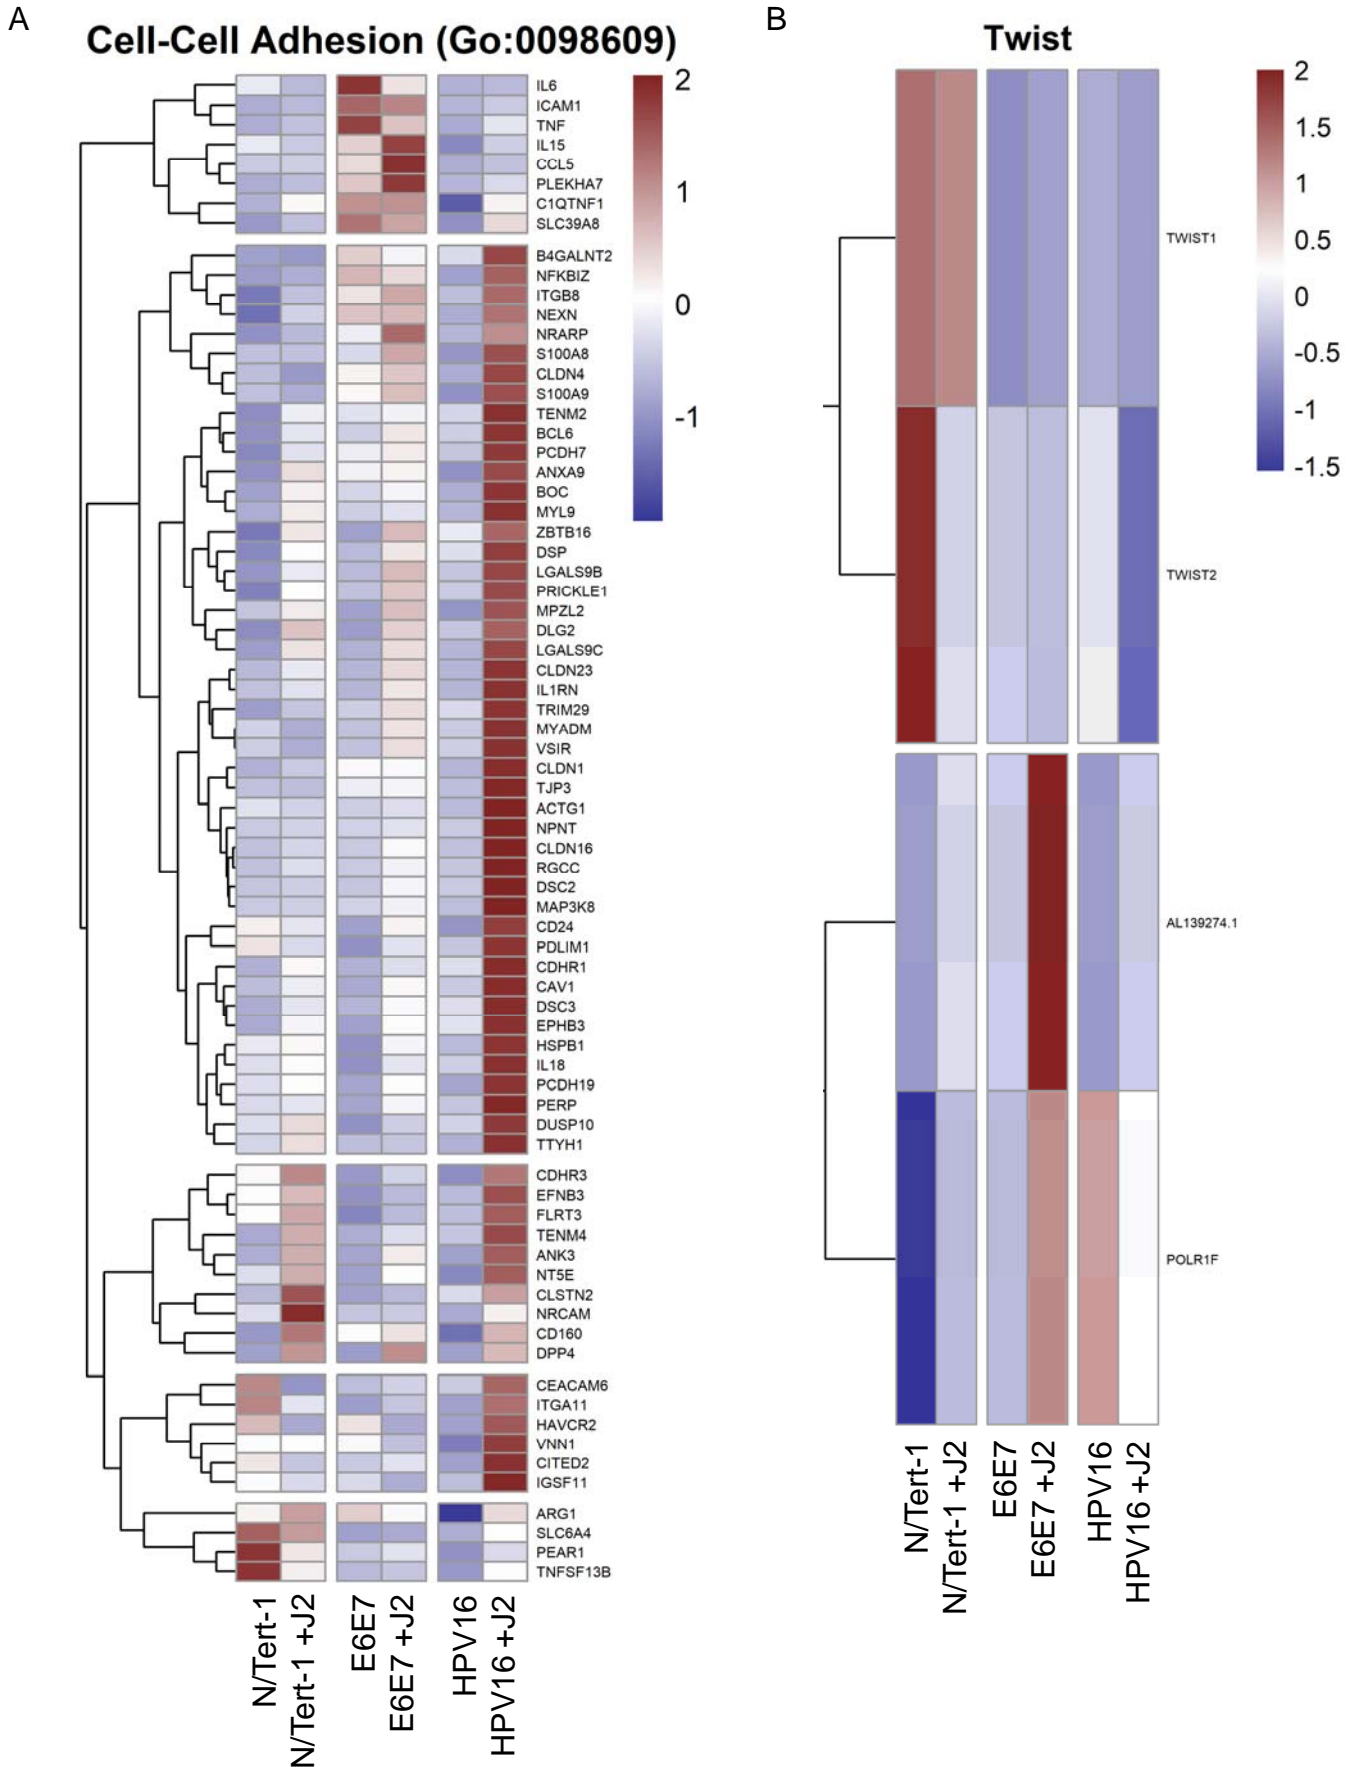 A
Cell-Cell Adhesion (Go:0098609)
IL6
ICAM1
TNF
IL15
CCL5
PLEKHA7
C1QTNF1
SLC39A8
B4GALNT2
NFKBIZ
ITGB8
NEXN
NRARP
S100A8
CLDN4
S100A9
TENM2
BCL6
PCDH7
ANXA9
BOC
MYL9
ZBTB16
DSP
LGALS9B
PRICKLE1
MPZL2
DLG2
LGALS9C
CLDN23
IL1RN
TRIM29
MYADM
VSIR
CLDN1
TJP3
ACTG1
NPNT
CLDN16
RGCC
DSC2
MAP3K8
CD24
PDLIM1
CDHR1
CAV1
DSC3
EPHB3
HSPB1
IL18
PCDH19
PERP
DUSP10
TTYH1
CDHR3
EFNB3
FLRT3
TENM4
ANK3
NT5E
CLSTN2
NRCAM
CD160
DPP4
CEACAM6
ITGA11
HAVCR2
VNN1
CITED2
IGSF11
ARG1
SLC6A4
PEAR1
TNFSF13B
2
1
0
-1
N/Tert-1
N/Tert-1 +J2
E6E7
E6E7 +J2
HPV16
HPV16 +J2
B
Twist
TWIST1
TWIST2
AL139274.1
POLR1F
2
1.5
1
0.5
0
-0.5
-1
-1.5
N/Tert-1
N/Tert-1 +J2
E6E7
E6E7 +J2
HPV16
HPV16 +J2